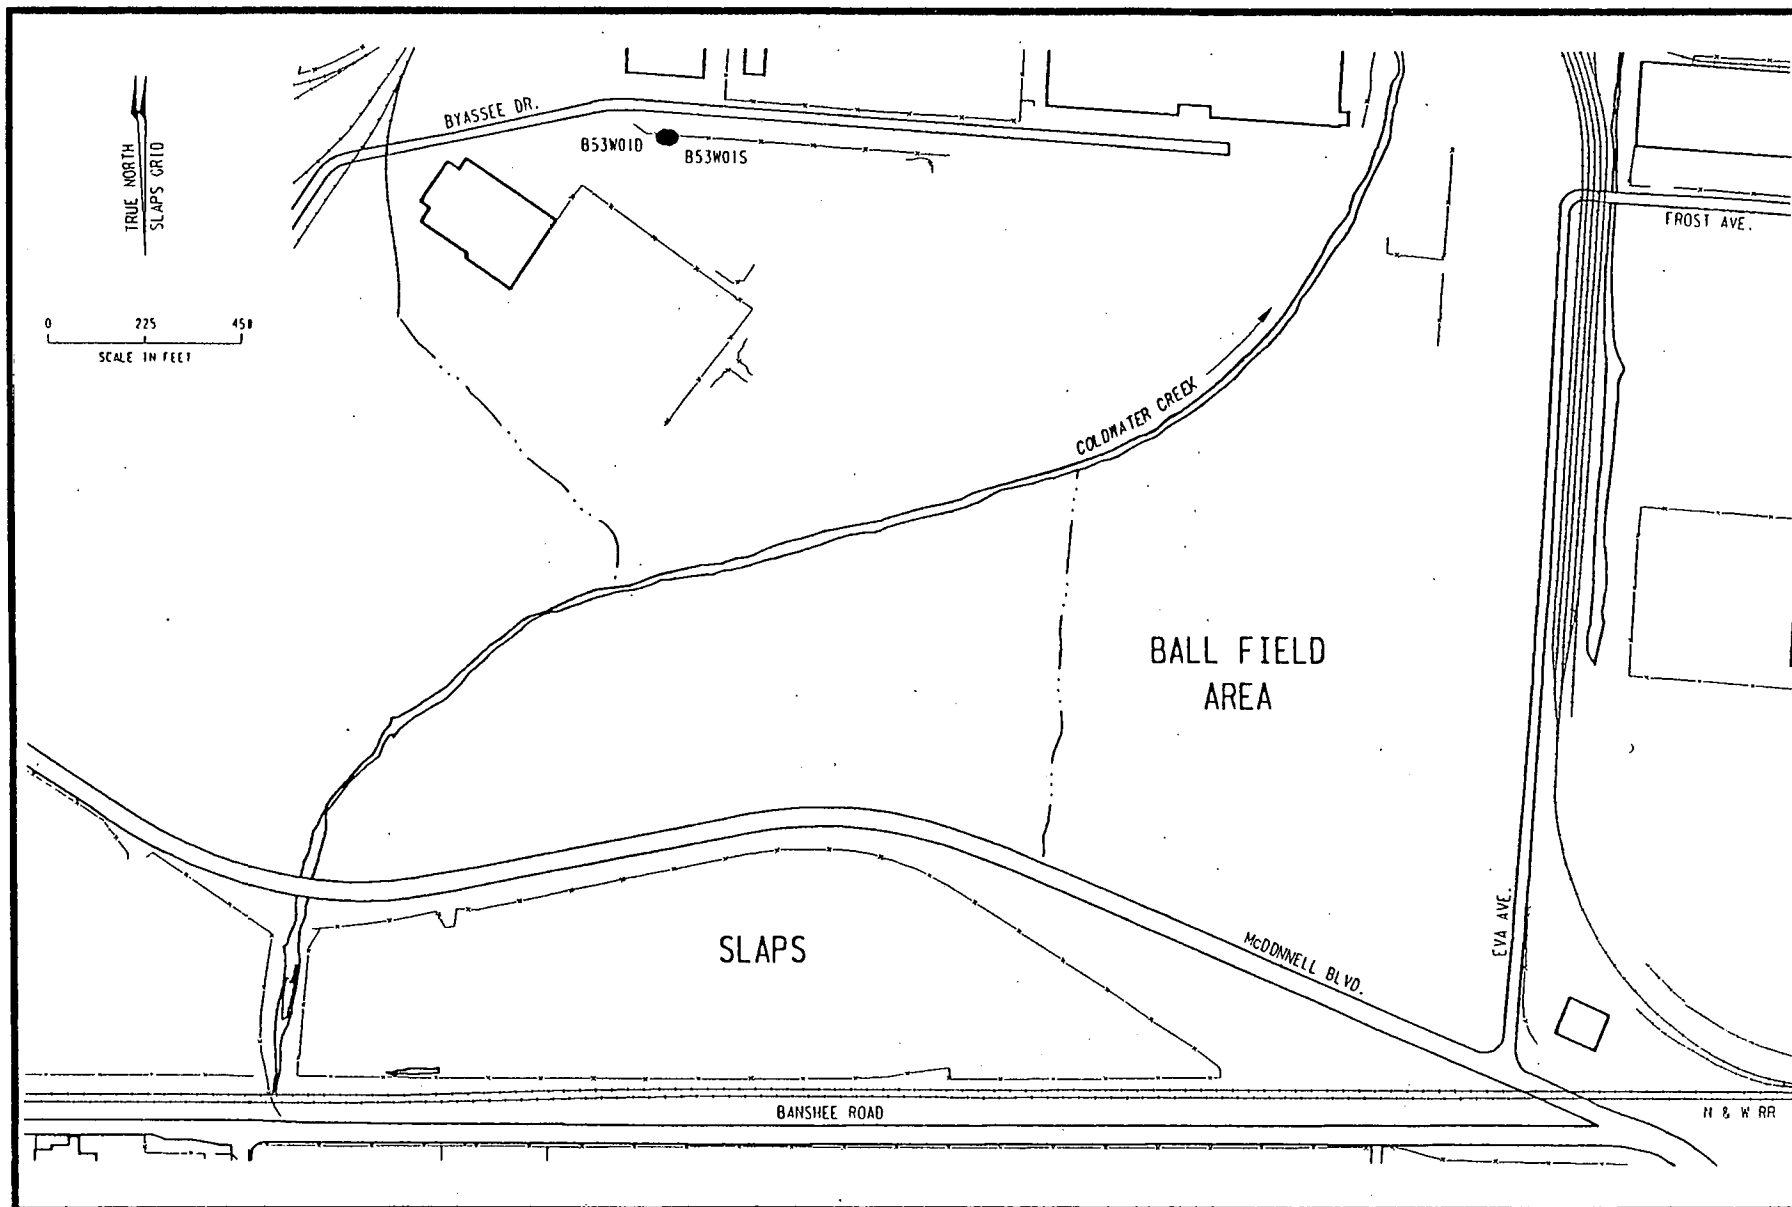 BYASSEE DR.
B53W01D
B53W01S
TRUE NORTH
SLAPS GRID
FROST AVE.
0 225 450
SCALE IN FEET
COLDWATER CREEK
BALL FIELD
AREA
EVA AVE.
SLAPS
McDONNELL BLVD.
BANSHEE ROAD
N & W RR